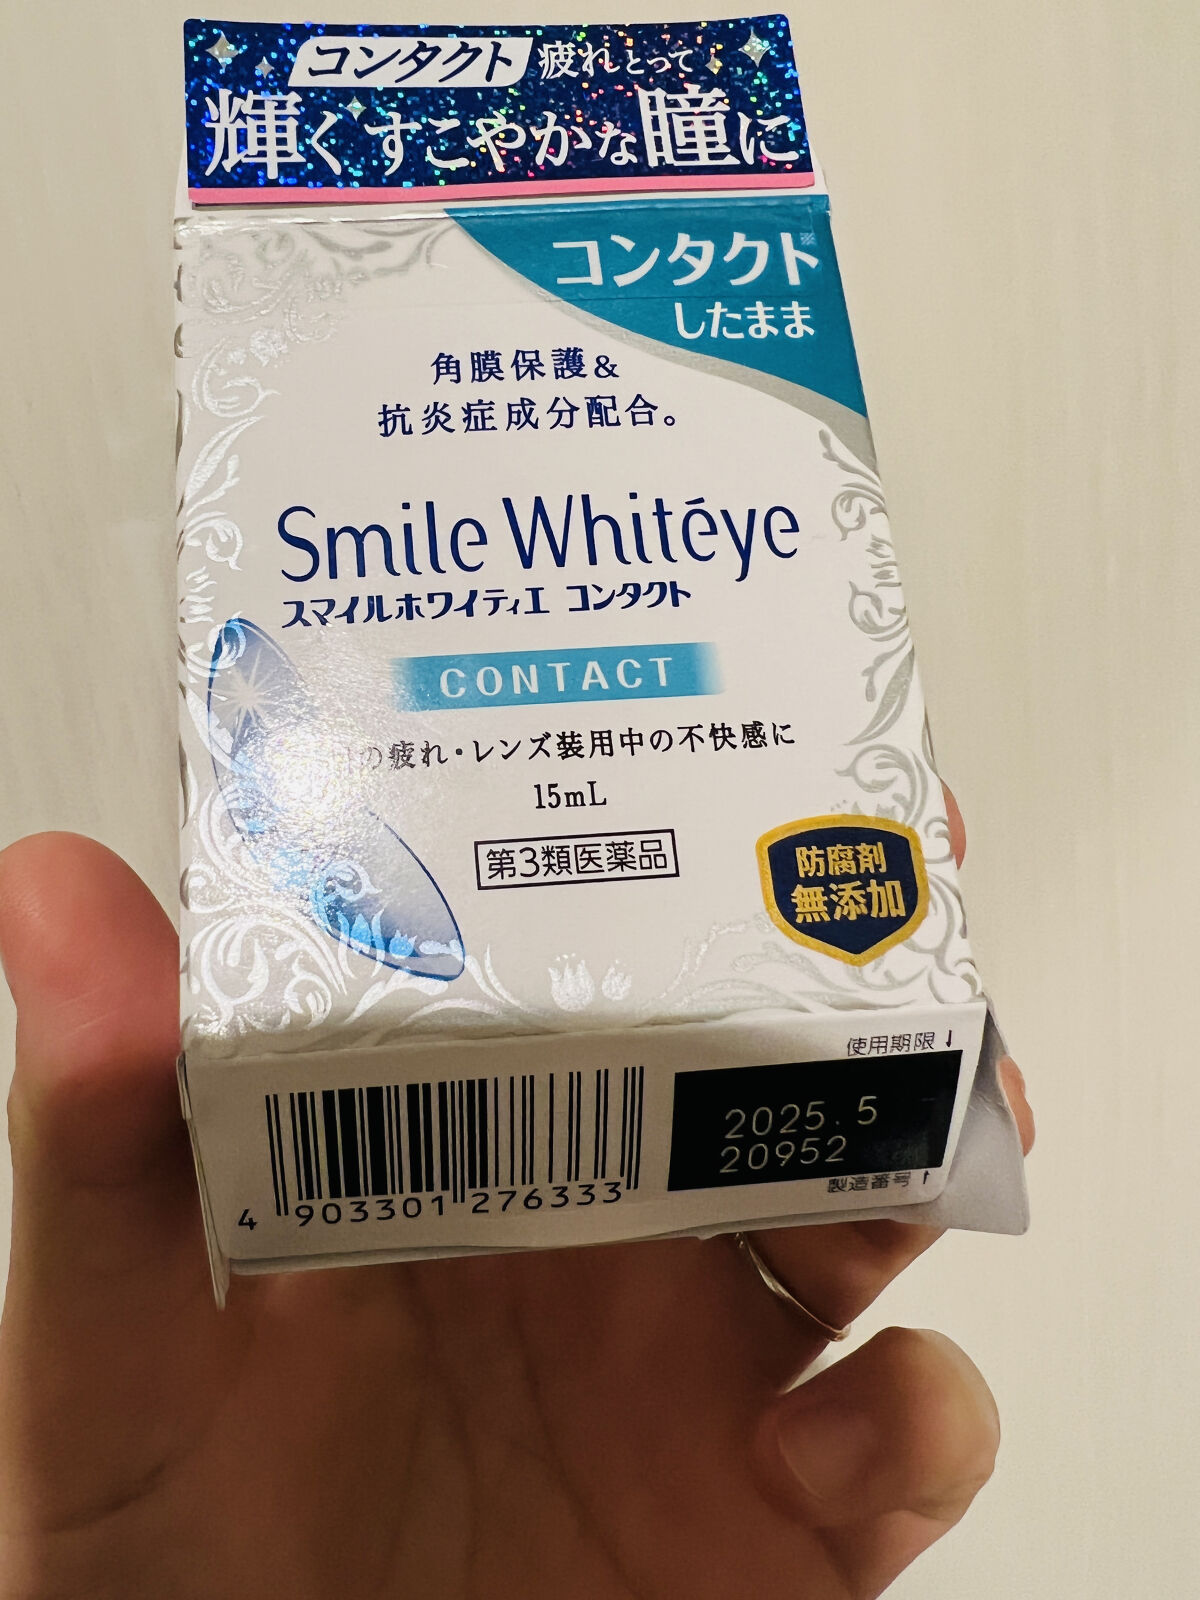 コンタクト 疲れとって
輝くすこやかな瞳に
コンタクト※
したまま
角膜保護&
抗炎症成分配合。
Smile Whitéye
スマイルホワイティエ コンタクト
CONTACT
の疲れ・レンズ装用中の不快感に
15mL
第3類医薬品
防腐剤
無添加
使用期限↓
2025.5
20952
製造番号↑
4 903301 276333